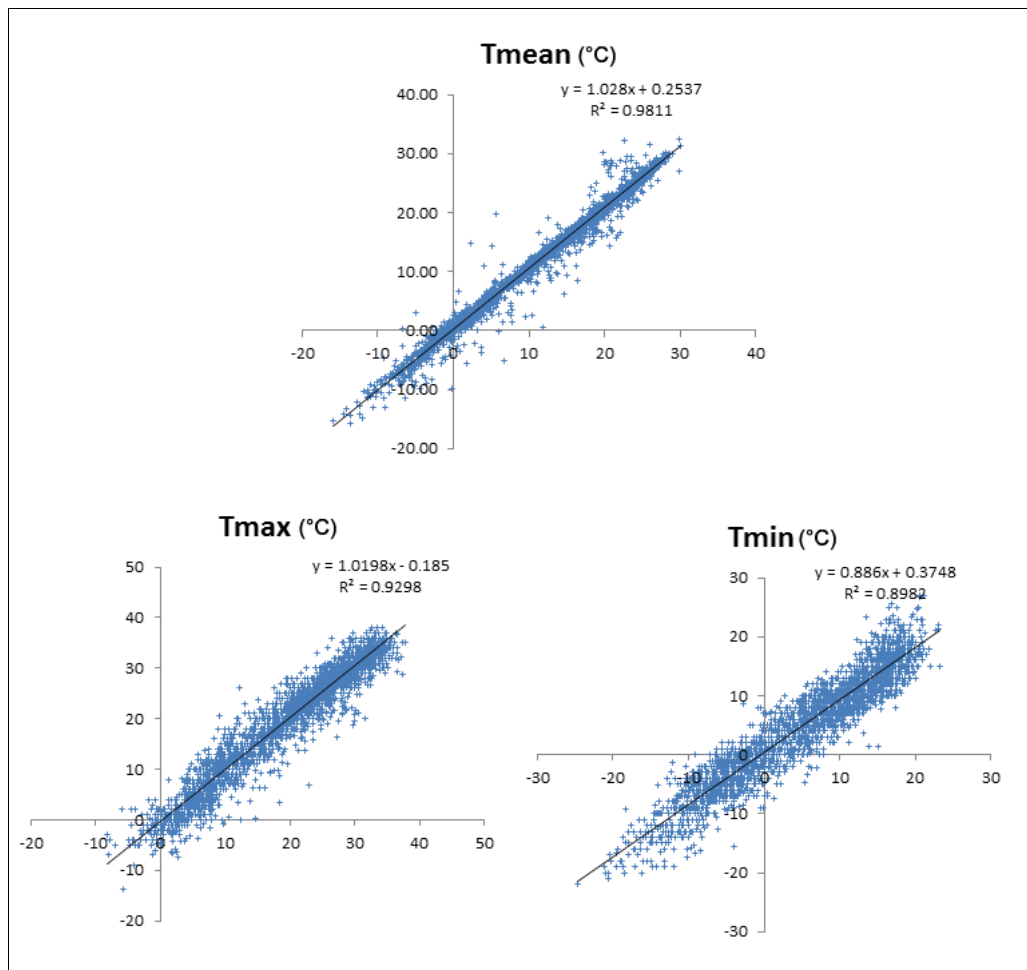 Tmean (°C)
y = 1.028x + 0.2537
R² = 0.9811
40.00
30.00
20.00
10.00
0.00
-20 -10 0 10 20 30 40
-10.00
-20.00
Tmax (°C)
y = 1.0198x - 0.185
R² = 0.9298
50
40
30
20
10
0
-20 -10 0 10 20 30 40 50
-10
-20
Tmin (°C)
y = 0.886x + 0.3748
R² = 0.8982
30
20
10
0
-30 -20 -10 0 10 20 30
-10
-20
-30